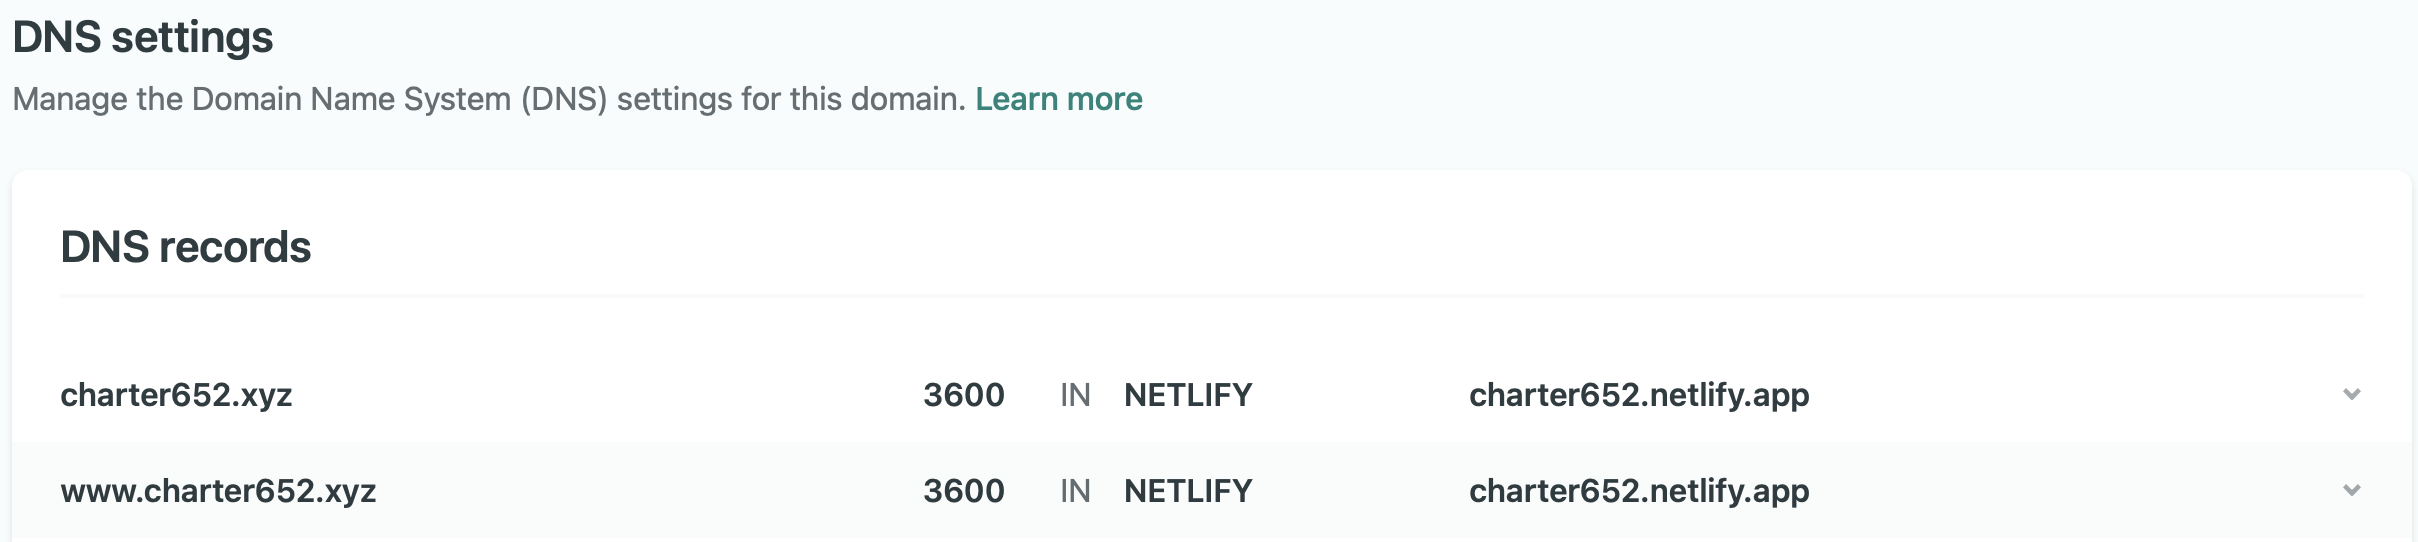 DNS settings
Manage the Domain Name System (DNS) settings for this domain. Learn more
DNS records
charter652.xyz 3600 IN NETLIFY charter652.netlify.app
www.charter652.xyz 3600 IN NETLIFY charter652.netlify.app